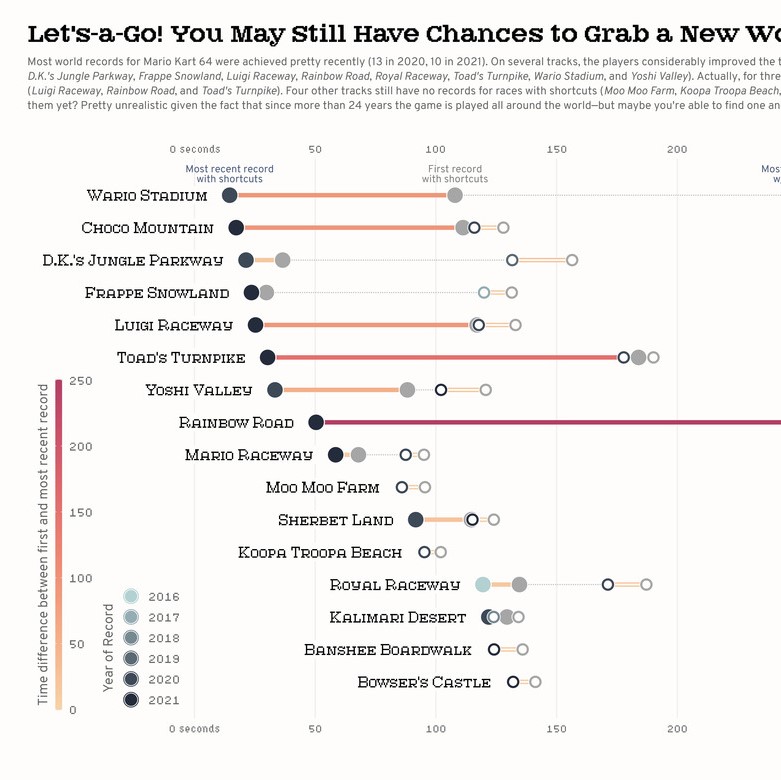 Let's-a-Go! You May Still Have Chances to Grab a New Wo
Most world records for Mario Kart 64 were achieved pretty recently (13 in 2020, 10 in 2021). On several tracks, the players considerably improved the t
D.K.'s Jungle Parkway, Frappe Snowland, Luigi Raceway, Rainbow Road, Royal Raceway, Toad's Turnpike, Wario Stadium, and Yoshi Valley). Actually, for thre
(Luigi Raceway, Rainbow Road, and Toad's Turnpike). Four other tracks still have no records for races with shortcuts (Moo Moo Farm, Koopa Troopa Beach,
them yet? Pretty unrealistic given the fact that since more than 24 years the game is played all around the world—but maybe you're able to find one an
0 seconds 50 100 150 200
Most recent record
with shortcuts
First record
with shortcuts
Mos
w
Wario Stadium
Choco Mountain
D.K.'s Jungle Parkway
Frappe Snowland
Luigi Raceway
Toad's Turnpike
Yoshi Valley
Rainbow Road
Mario Raceway
Moo Moo Farm
Sherbet Land
Koopa Troopa Beach
Royal Raceway
Kalimari Desert
Banshee Boardwalk
Bowser's Castle
Time difference between first and most recent record
250
200
150
100
50
0
Year of Record
2016
2017
2018
2019
2020
2021
0 seconds 50 100 150 200